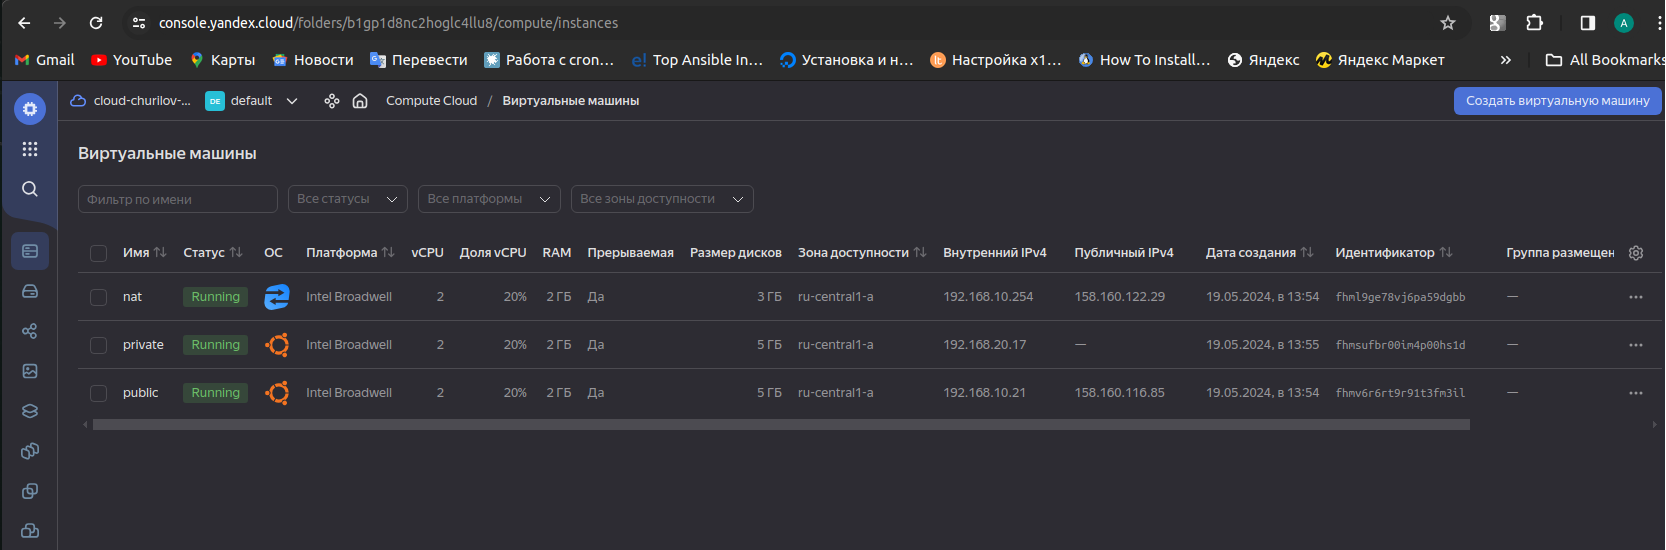 console.yandex.cloud/folders/b1gp1d8nc2hoglc4llu8/compute/instances
A
Gmail YouTube Карты Новости Перевести Работа с cron-... Top Ansible In... Установка и н... Настройка x1... How To Install... Яндекс Яндекс Маркет » All Bookmarks
cloud-churilov-... DE default Compute Cloud / Виртуальные машины Создать виртуальную машину
Виртуальные машины
Фильтр по имени Все статусы Все платформы Все зоны доступности
Имя Статус ОС Платформа vCPU Доля vCPU RAM Прерываемая Размер дисков Зона доступности Внутренний IPv4 Публичный IPv4 Дата создания Идентификатор Группа размещен
nat Running Intel Broadwell 2 20% 2 ГБ Да 3 ГБ ru-central1-a 192.168.10.254 158.160.122.29 19.05.2024, в 13:54 fhml9ge78vj6pa59dgbb — ...
private Running Intel Broadwell 2 20% 2 ГБ Да 5 ГБ ru-central1-a 192.168.20.17 — 19.05.2024, в 13:55 fhmsufbr00im4p00hs1d — ...
public Running Intel Broadwell 2 20% 2 ГБ Да 5 ГБ ru-central1-a 192.168.10.21 158.160.116.85 19.05.2024, в 13:54 fhmv6r6rt9r91t3fm3il — ...